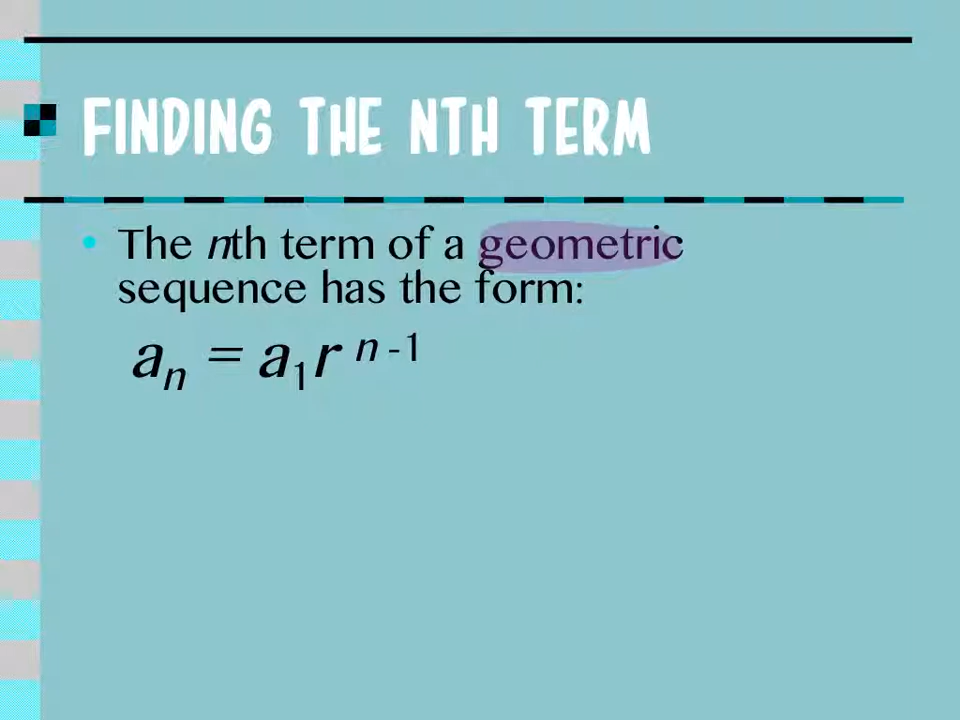 FINDING THE NTH TERM
• The nth term of a geometric
sequence has the form:
aₙ = a₁r ⁿ⁻¹